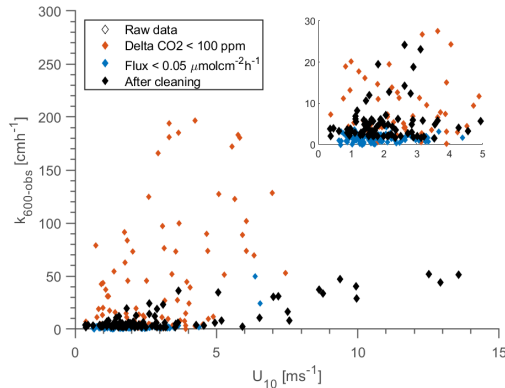 300
250
200
150
100
50
0
k600-obs [cmh-1]
Raw data
Delta CO2 < 100 ppm
Flux < 0.05 μmolcm-2h-1
After cleaning
30
20
10
0
0 1 2 3 4 5
0 5 10 15
U10 [ms-1]